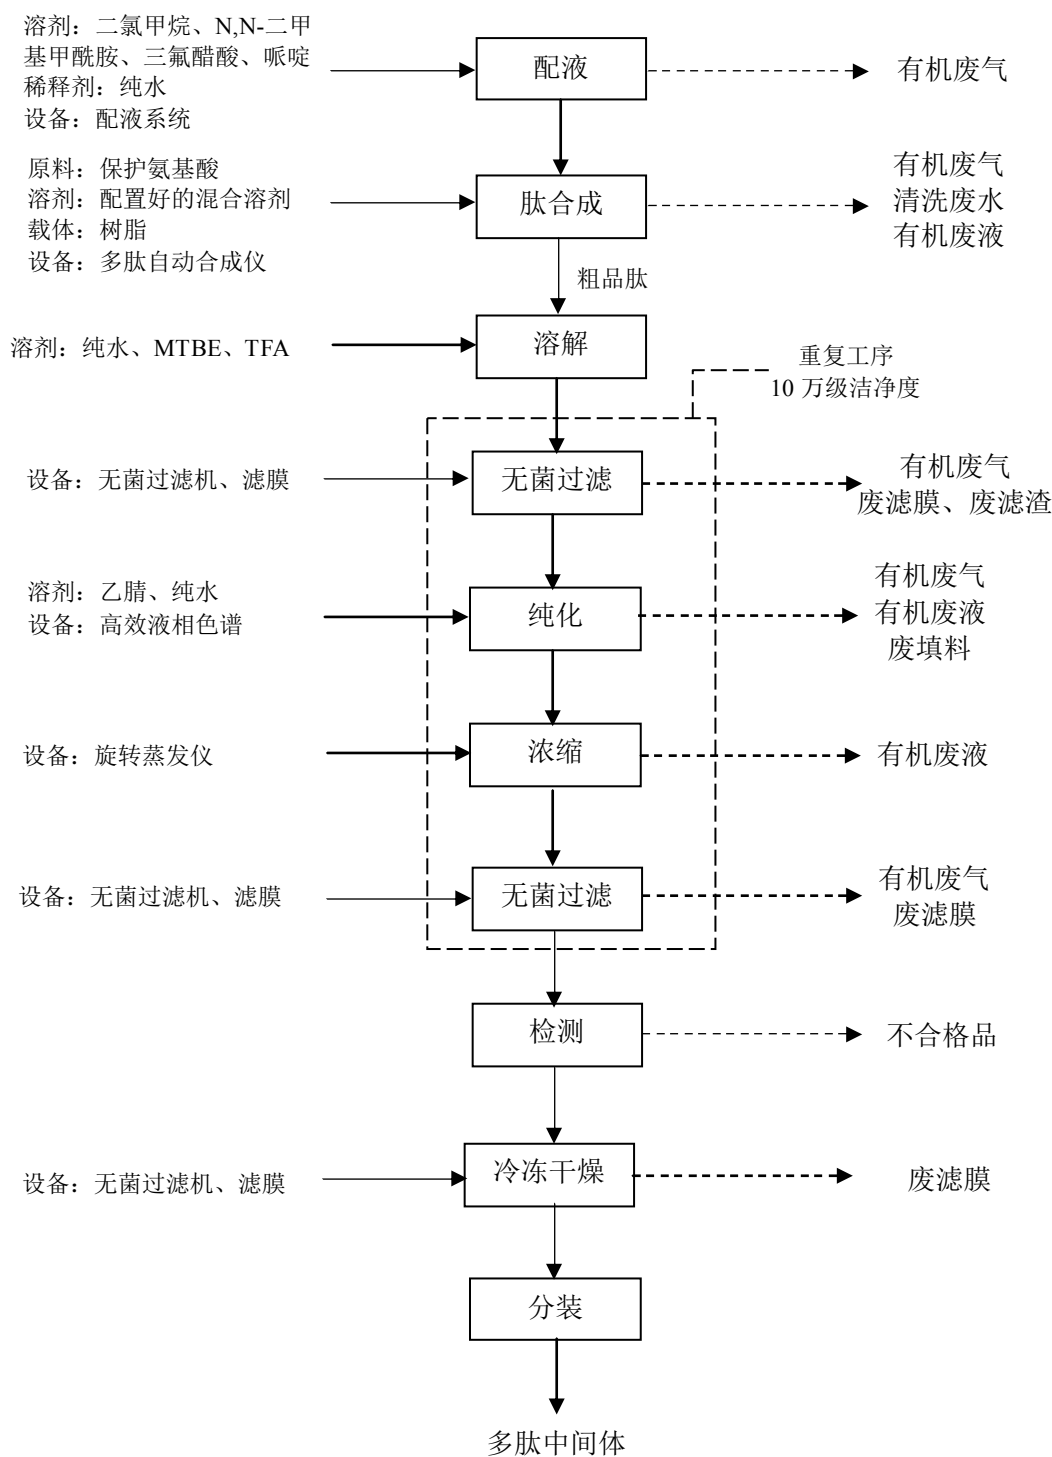 溶剂：二氯甲烷、N,N-二甲
基甲酰胺、三氟醋酸、哌啶
稀释剂：纯水
设备：配液系统
配液
有机废气
原料：保护氨基酸
溶剂：配置好的混合溶剂
载体：树脂
设备：多肽自动合成仪
肽合成
有机废气
清洗废水
有机废液
粗品肽
溶剂：纯水、MTBE、TFA
溶解
重复工序
10 万级洁净度
设备：无菌过滤机、滤膜
无菌过滤
有机废气
废滤膜、废滤渣
溶剂：乙腈、纯水
设备：高效液相色谱
纯化
有机废气
有机废液
废填料
设备：旋转蒸发仪
浓缩
有机废液
设备：无菌过滤机、滤膜
无菌过滤
有机废气
废滤膜
检测
不合格品
设备：无菌过滤机、滤膜
冷冻干燥
废滤膜
分装
多肽中间体